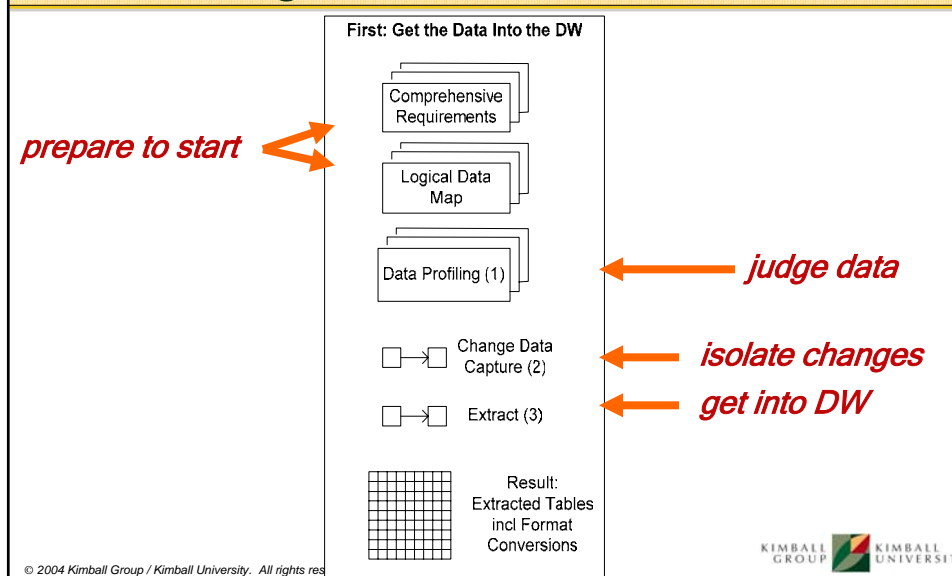 First: Get the Data Into the DW
Comprehensive
Requirements
prepare to start
Logical Data
Map
Data Profiling (1)
judge data
Change Data
Capture (2)
isolate changes
get into DW
Extract (3)
Result:
Extracted Tables
incl Format
Conversions
© 2004 Kimball Group / Kimball University. All rights res
KIMBALL
GROUP
KIMBALL
UNIVERSI